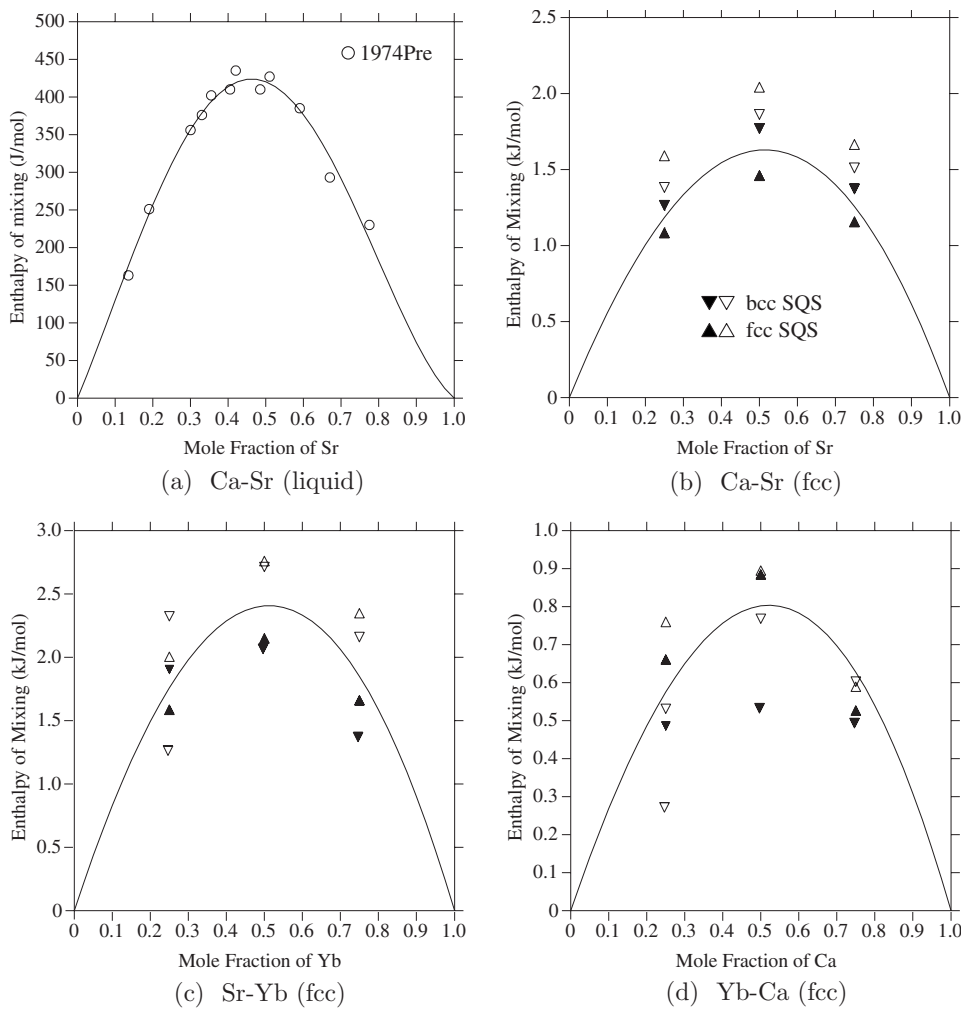 500
450
400
350
300
250
200
150
100
50
0
Enthalpy of mixing (J/mol)
1974Pre
0 0.1 0.2 0.3 0.4 0.5 0.6 0.7 0.8 0.9 1.0
Mole Fraction of Sr
(a) Ca-Sr (liquid)
2.5
2.0
1.5
1.0
0.5
0
Enthalpy of Mixing (kJ/mol)
bcc SQS
fcc SQS
0 0.1 0.2 0.3 0.4 0.5 0.6 0.7 0.8 0.9 1.0
Mole Fraction of Sr
(b) Ca-Sr (fcc)
3.0
2.5
2.0
1.5
1.0
0.5
0
Enthalpy of Mixing (kJ/mol)
0 0.1 0.2 0.3 0.4 0.5 0.6 0.7 0.8 0.9 1.0
Mole Fraction of Yb
(c) Sr-Yb (fcc)
1.0
0.9
0.8
0.7
0.6
0.5
0.4
0.3
0.2
0.1
0
Enthalpy of Mixing (kJ/mol)
0 0.1 0.2 0.3 0.4 0.5 0.6 0.7 0.8 0.9 1.0
Mole Fraction of Ca
(d) Yb-Ca (fcc)